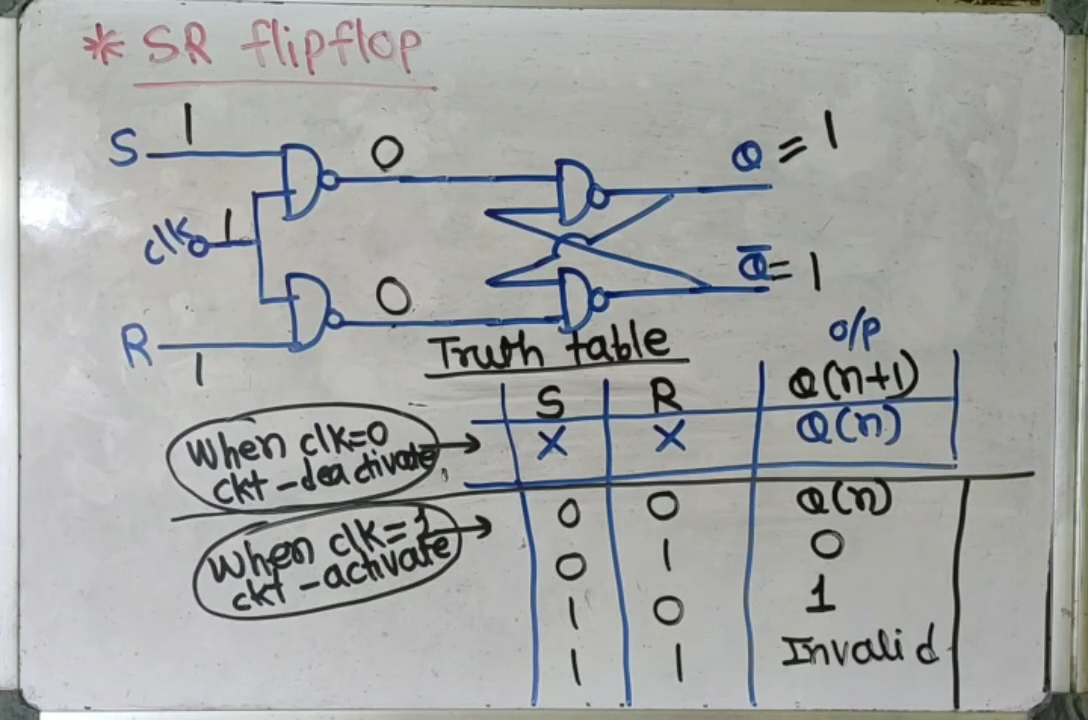 * SR flipflop
S 1 0 Q = 1
clk 1
R 1 0 Q̅ = 1
Truth table
o/p
S R Q(n+1)
When clk=0 ckt-deactivate, → X X Q(n)
When clk=1 ckt-activate → 0 0 Q(n)
0 1 0
1 0 1
1 1 Invalid